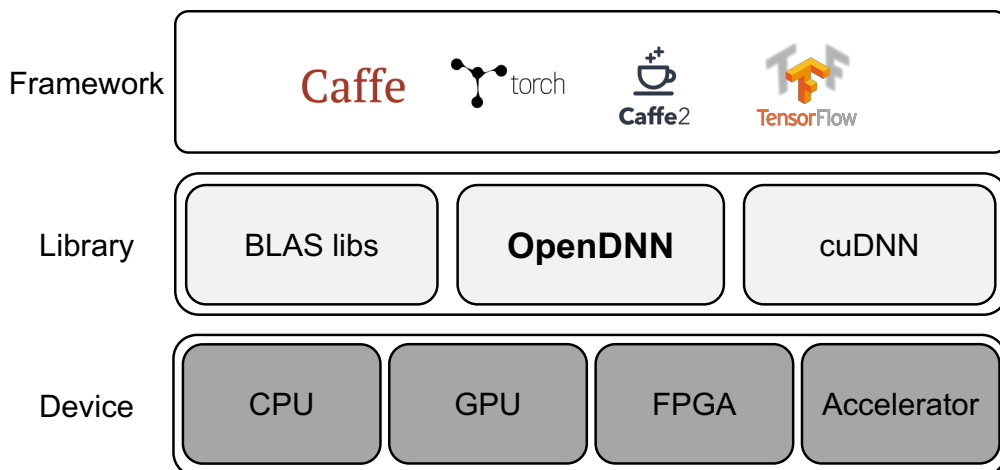 Framework
Caffe
torch
Caffe2
TensorFlow
Library
BLAS libs
OpenDNN
cuDNN
Device
CPU
GPU
FPGA
Accelerator